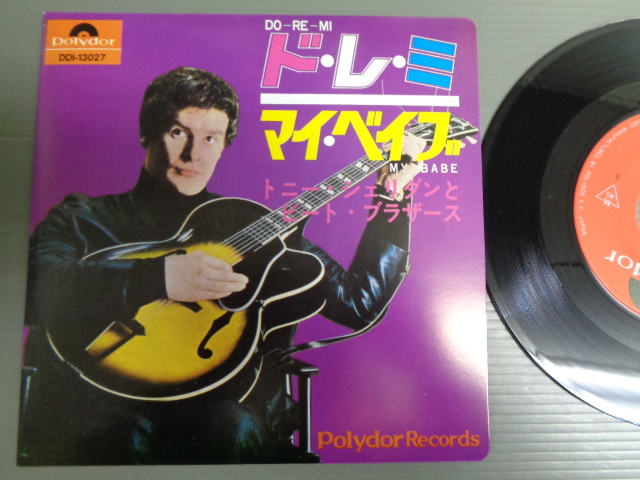 polydor
DDI-13027
DO-RE-MI
ド・レ・ミ
マイ・ベイブ
MY BABE
トニー・シェリダンと
ビート・ブラザース
Polydor Records